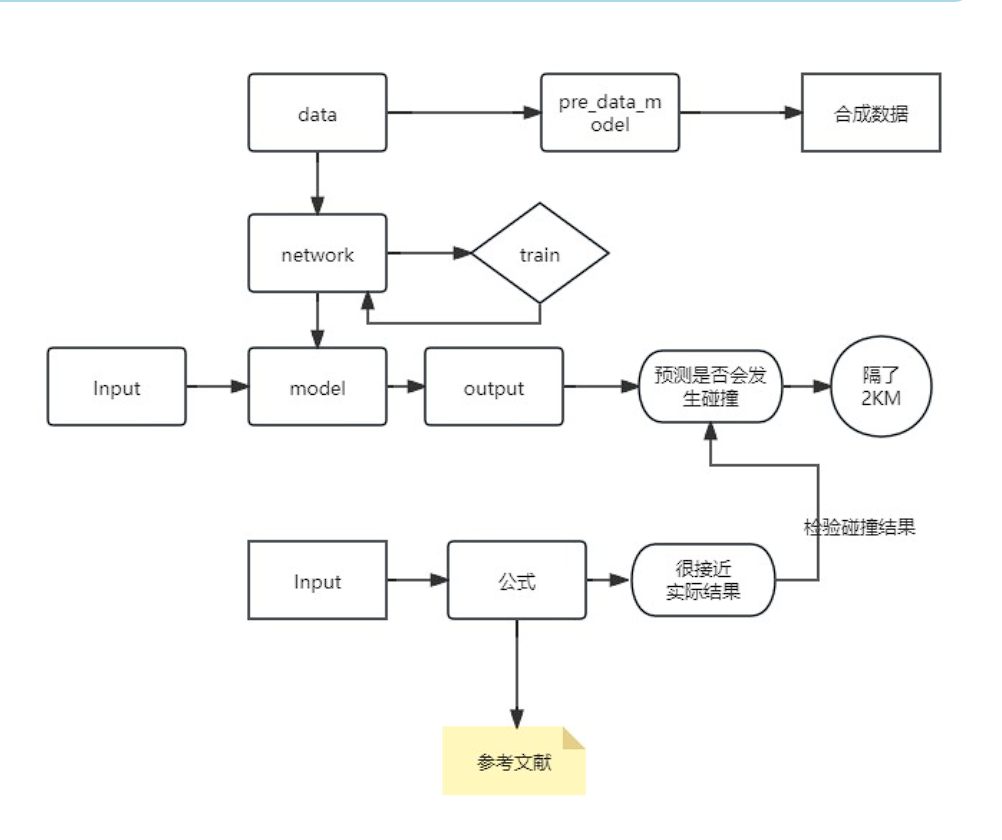 data
pre_data_m
odel
合成数据
network
train
Input
model
output
预测是否会发
生碰撞
隔了
2KM
检验碰撞结果
Input
公式
很接近
实际结果
参考文献